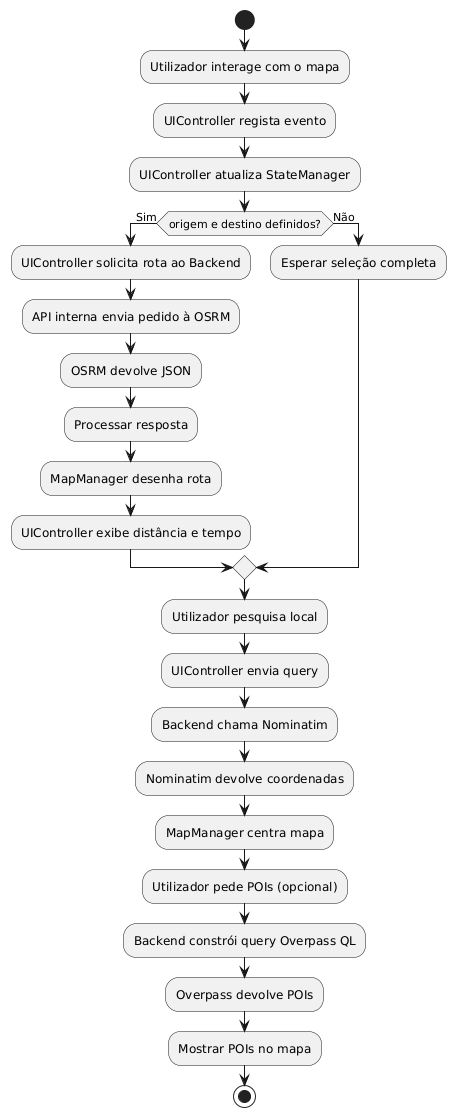 Utilizador interage com o mapa
UIController regista evento
UIController atualiza StateManager
Sim
origem e destino definidos?
Não
UIController solicita rota ao Backend
Esperar seleção completa
API interna envia pedido à OSRM
OSRM devolve JSON
Processar resposta
MapManager desenha rota
UIController exibe distância e tempo
Utilizador pesquisa local
UIController envia query
Backend chama Nominatim
Nominatim devolve coordenadas
MapManager centra mapa
Utilizador pede POIs (opcional)
Backend constrói query Overpass QL
Overpass devolve POIs
Mostrar POIs no mapa